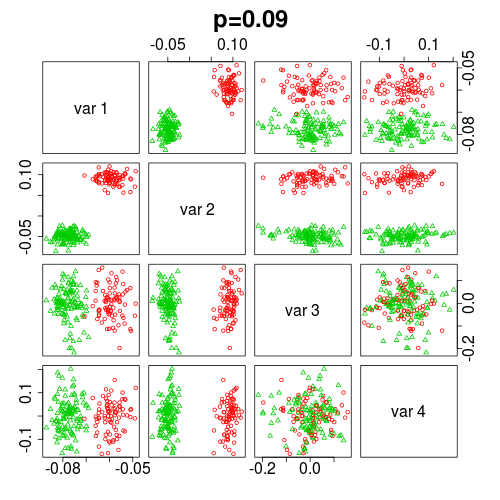 p=0.09
-0.05 0.10 -0.1 0.1
var 1
-0.08 -0.05
var 2
-0.05 0.10
var 3
-0.2 0.0
var 4
-0.1 0.1
-0.08 -0.05 -0.2 0.0